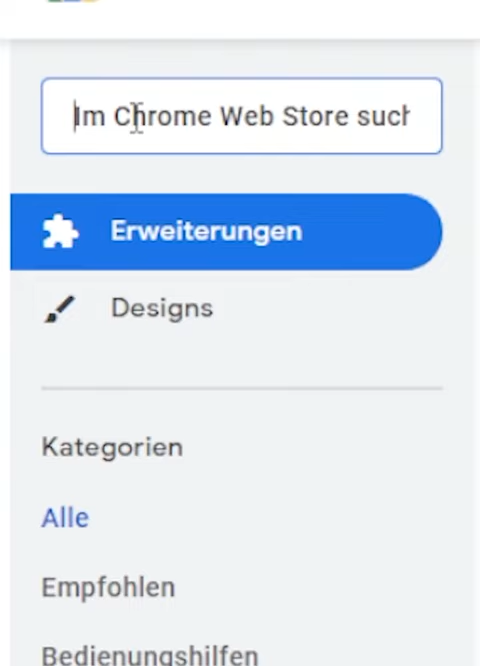 Im Chrome Web Store such
Erweiterungen
Designs
Kategorien
Alle
Empfohlen
Bedienungshilfen